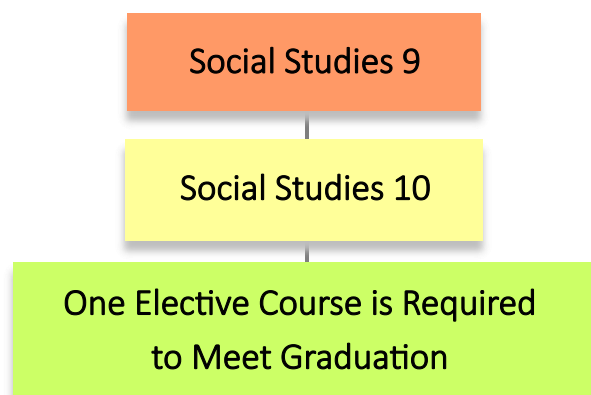 Social Studies 9
Social Studies 10
One Elective Course is Required
to Meet Graduation